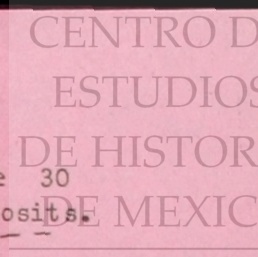 CENTRO D
ESTUDIOS
DE HISTOR
e 30
DE MEXIC
osits.